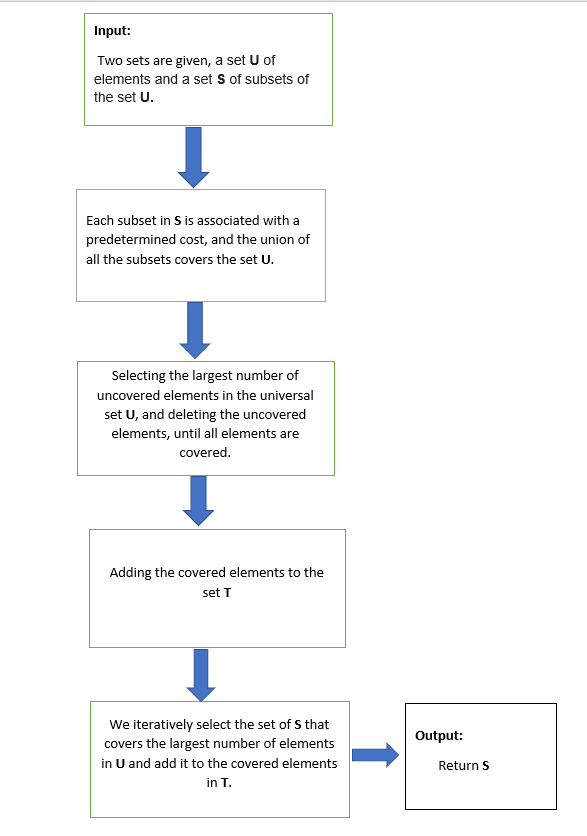 Input:
Two sets are given, a set U of
elements and a set S of subsets of
the set U.
Each subset in S is associated with a
predetermined cost, and the union of
all the subsets covers the set U.
Selecting the largest number of
uncovered elements in the universal
set U, and deleting the uncovered
elements, until all elements are
covered.
Adding the covered elements to the
set T
We iteratively select the set of S that
covers the largest number of elements
in U and add it to the covered elements
in T.
Output:
Return S